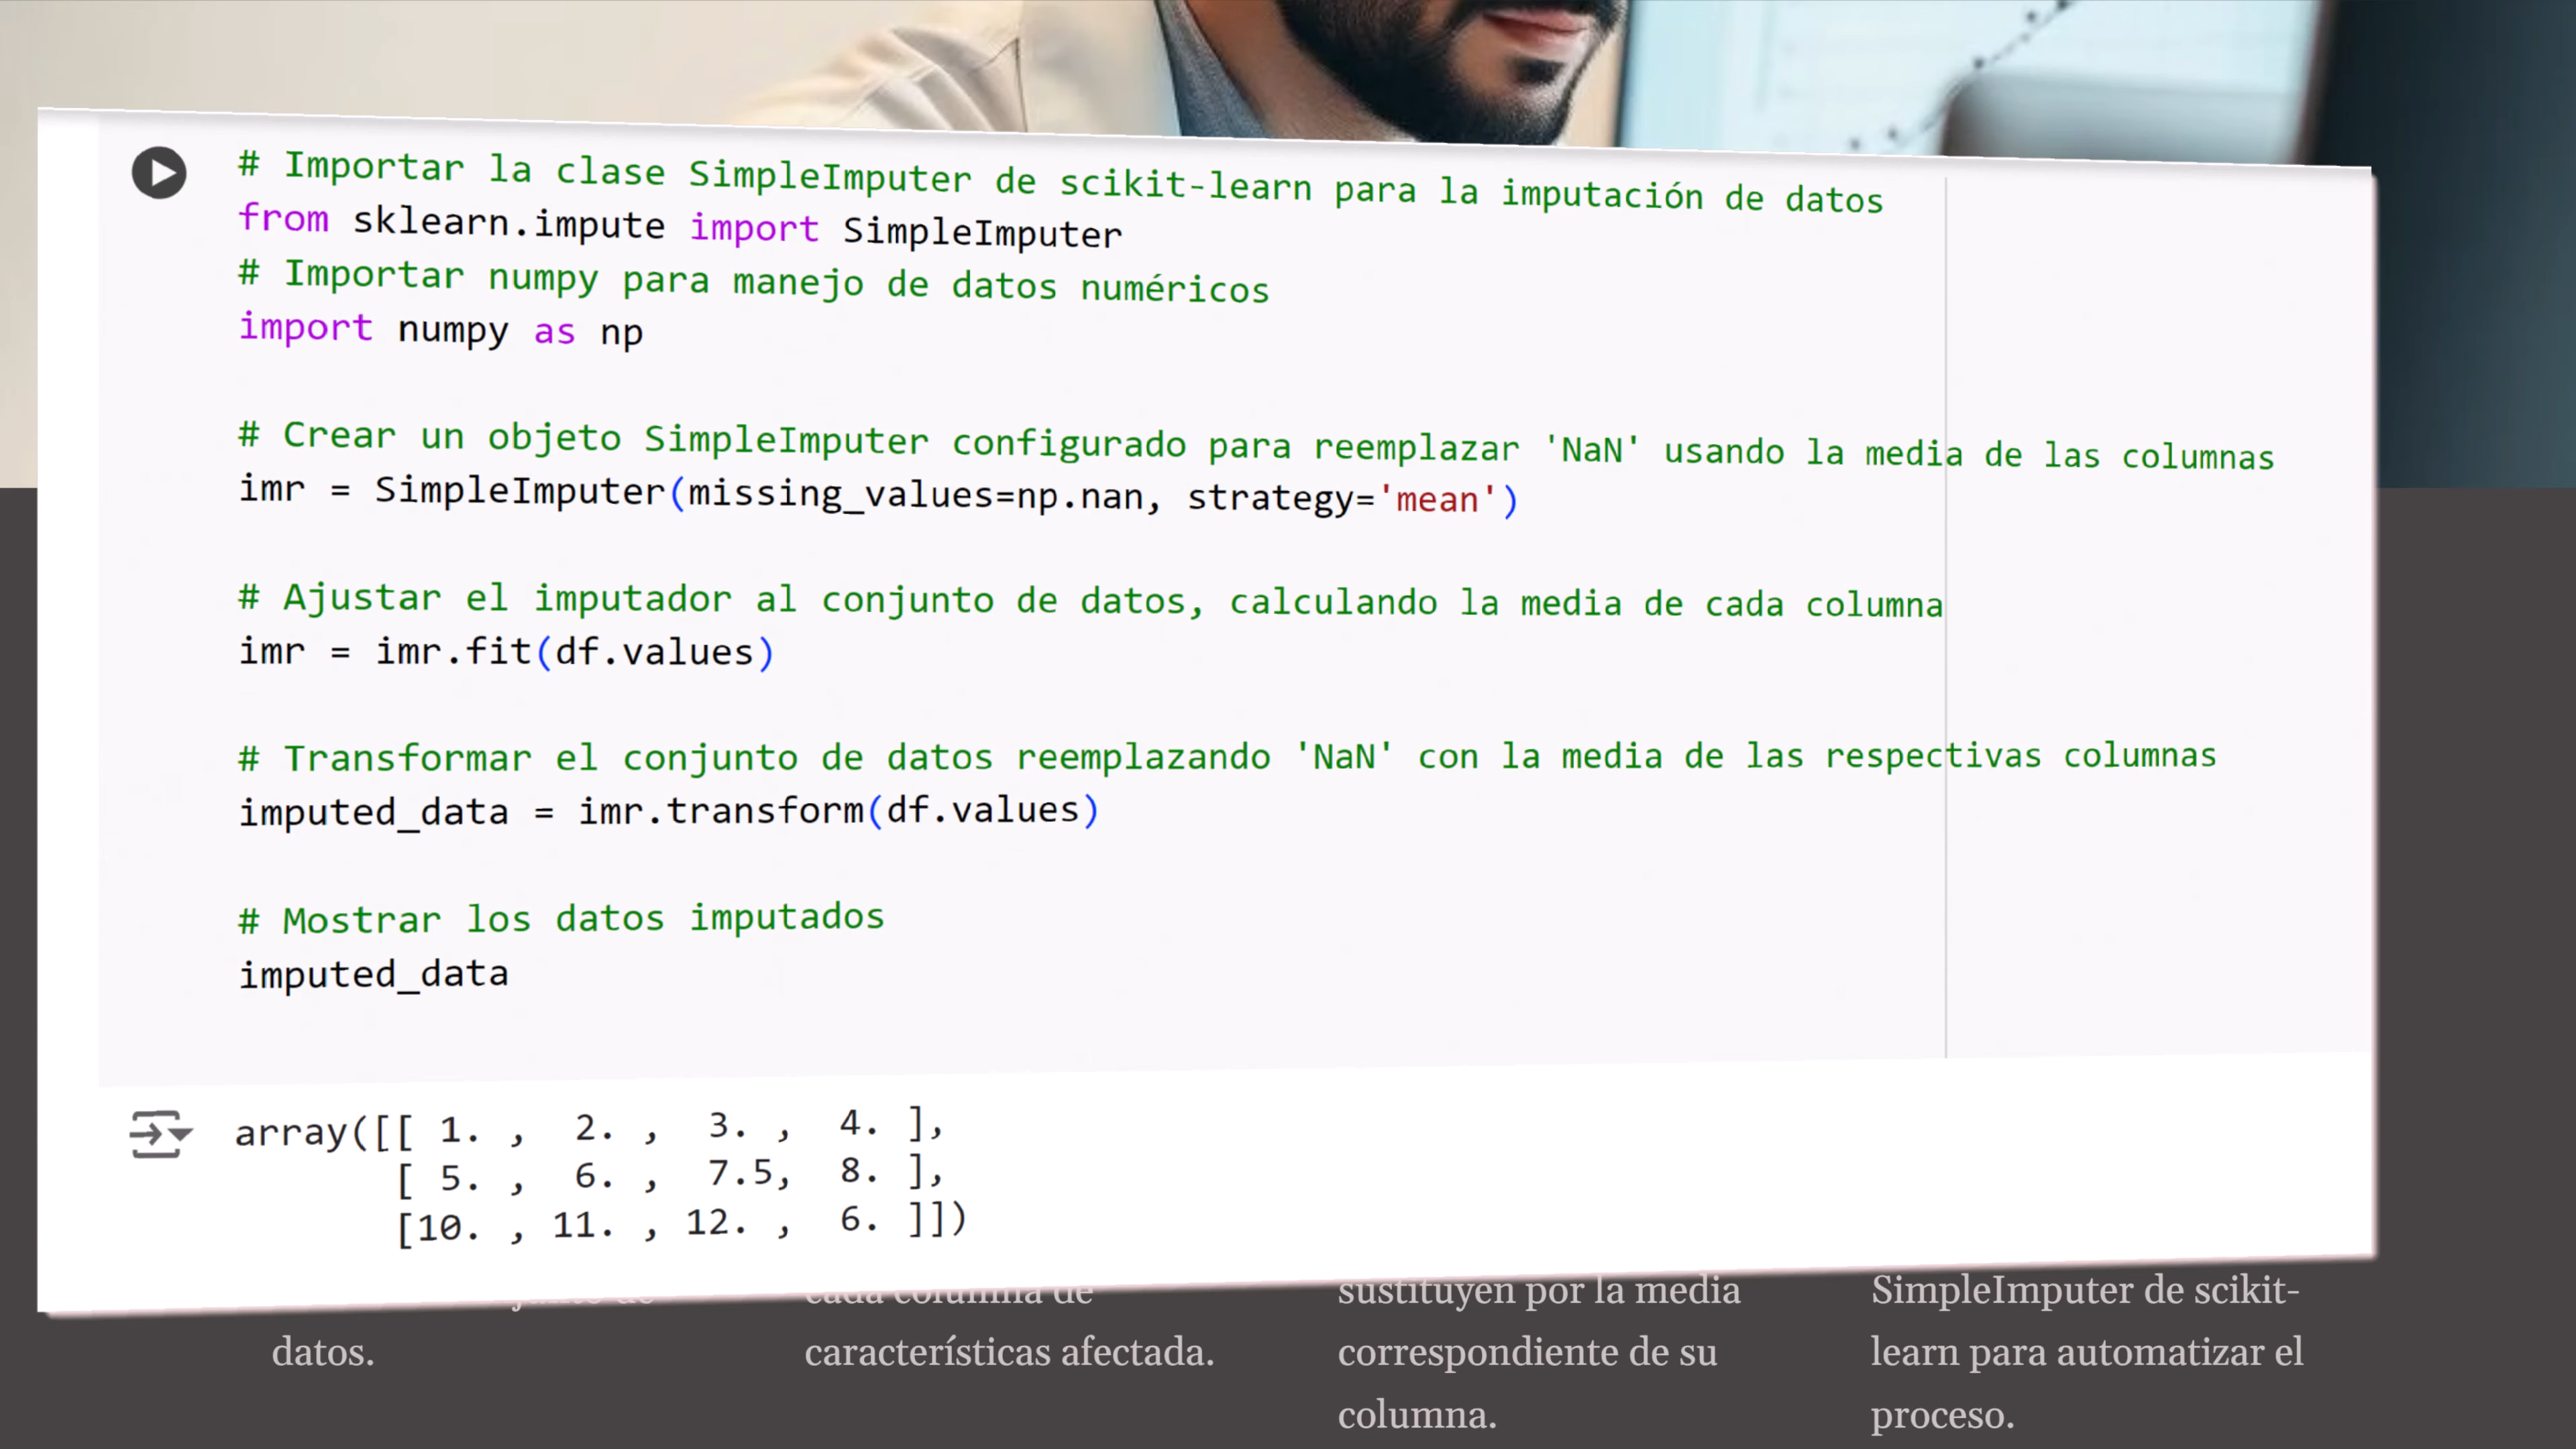 # Importar la clase SimpleImputer de scikit-learn para la imputación de datos
from sklearn.impute import SimpleImputer
# Importar numpy para manejo de datos numéricos
import numpy as np
# Crear un objeto SimpleImputer configurado para reemplazar 'NaN' usando la media de las columnas
imr = SimpleImputer(missing_values=np.nan, strategy='mean')
# Ajustar el imputador al conjunto de datos, calculando la media de cada columna
imr = imr.fit(df.values)
# Transformar el conjunto de datos reemplazando 'NaN' con la media de las respectivas columnas
imputed_data = imr.transform(df.values)
# Mostrar los datos imputados
imputed_data
array([[ 1. ,  2. ,  3. ,  4. ],
[ 5. ,  6. ,  7.5,  8. ],
[10. , 11. , 12. ,  6. ]])
datos.
cada columna de
características afectada.
sustituyen por la media
correspondiente de su
columna.
SimpleImputer de scikit-
learn para automatizar el
proceso.